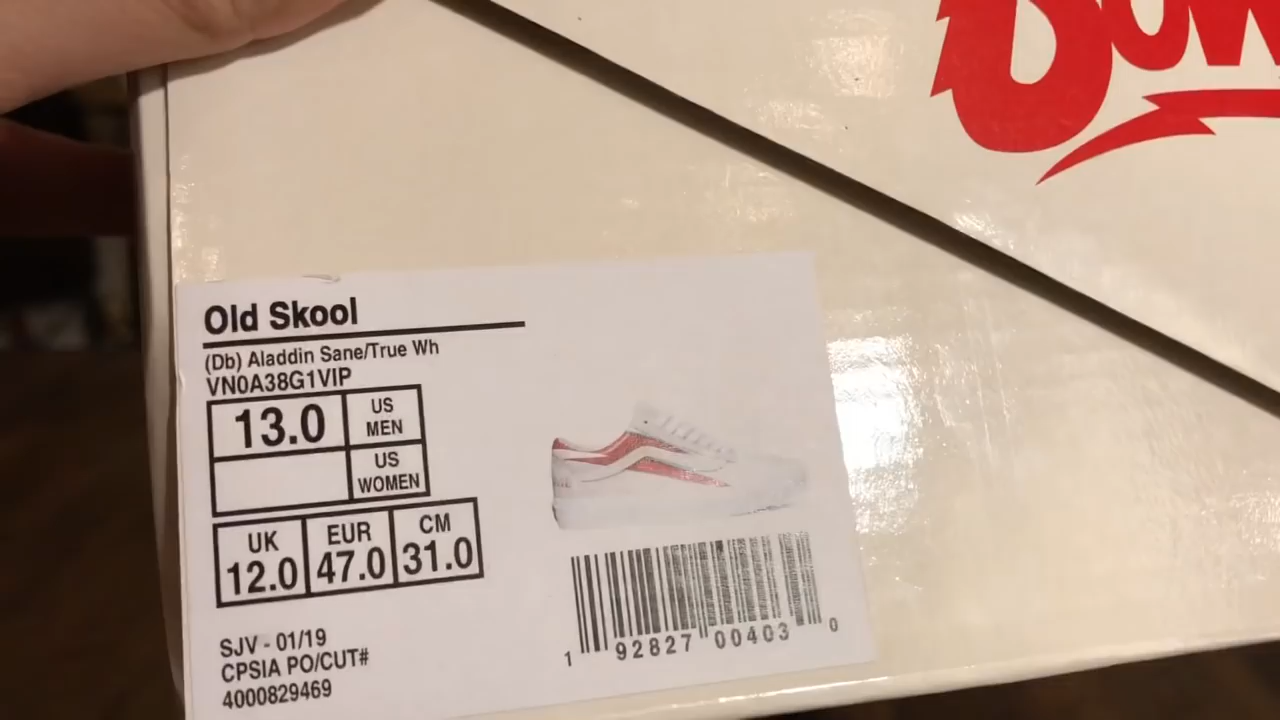 Old Skool
(Db) Aladdin Sane/True Wh
VN0A38G1VIP
13.0 US MEN
US WOMEN
UK EUR CM
12.0 47.0 31.0
SJV - 01/19
CPSIA PO/CUT#
4000829469
1 92827 00403 0